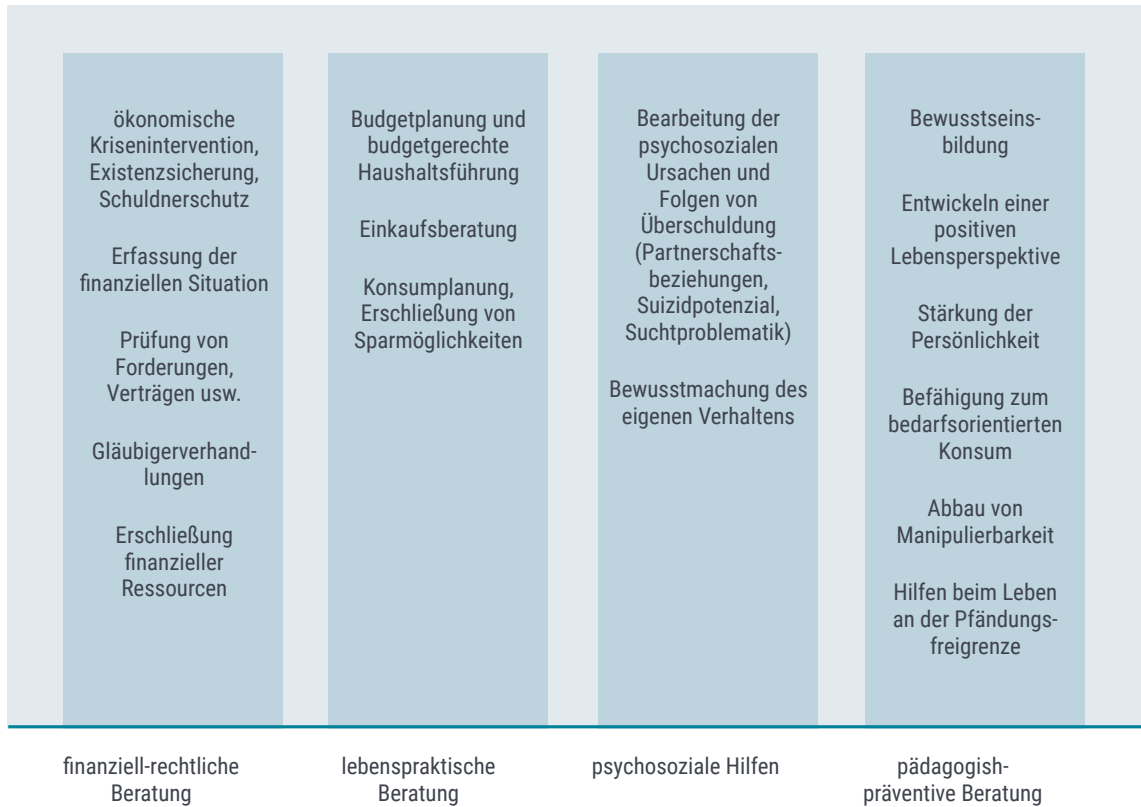 ökonomische
Krisenintervention,
Existenzsicherung,
Schuldnerschutz
Erfassung der
finanziellen Situation
Prüfung von
Forderungen,
Verträgen usw.
Gläubigerverhand-
lungen
Erschließung
finanzieller
Ressourcen
finanziell-rechtliche
Beratung
Budgetplanung und
budgetgerechte
Haushaltsführung
Einkaufsberatung
Konsumplanung,
Erschließung von
Sparmöglichkeiten
lebenspraktische
Beratung
Bearbeitung der
psychosozialen
Ursachen und
Folgen von
Überschuldung
(Partnerschafts-
beziehungen,
Suizidpotenzial,
Suchtproblematik)
Bewusstmachung des
eigenen Verhaltens
psychosoziale Hilfen
Bewusstseins-
bildung
Entwickeln einer
positiven
Lebensperspektive
Stärkung der
Persönlichkeit
Befähigung zum
bedarfsorientierten
Konsum
Abbau von
Manipulierbarkeit
Hilfen beim Leben
an der Pfändungs-
freigrenze
pädagogish-
präventive Beratung